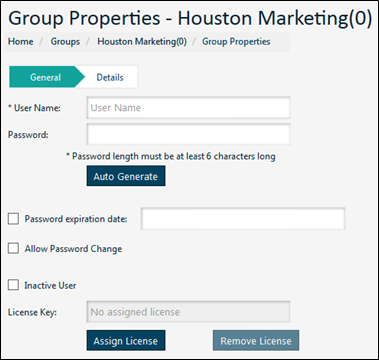 Group Properties - Houston Marketing(0)
Home / Groups / Houston Marketing(0) / Group Properties
General Details
* User Name: User Name
Password:
* Password length must be at least 6 characters long
Auto Generate
Password expiration date:
Allow Password Change
Inactive User
License Key: No assigned license
Assign License Remove License